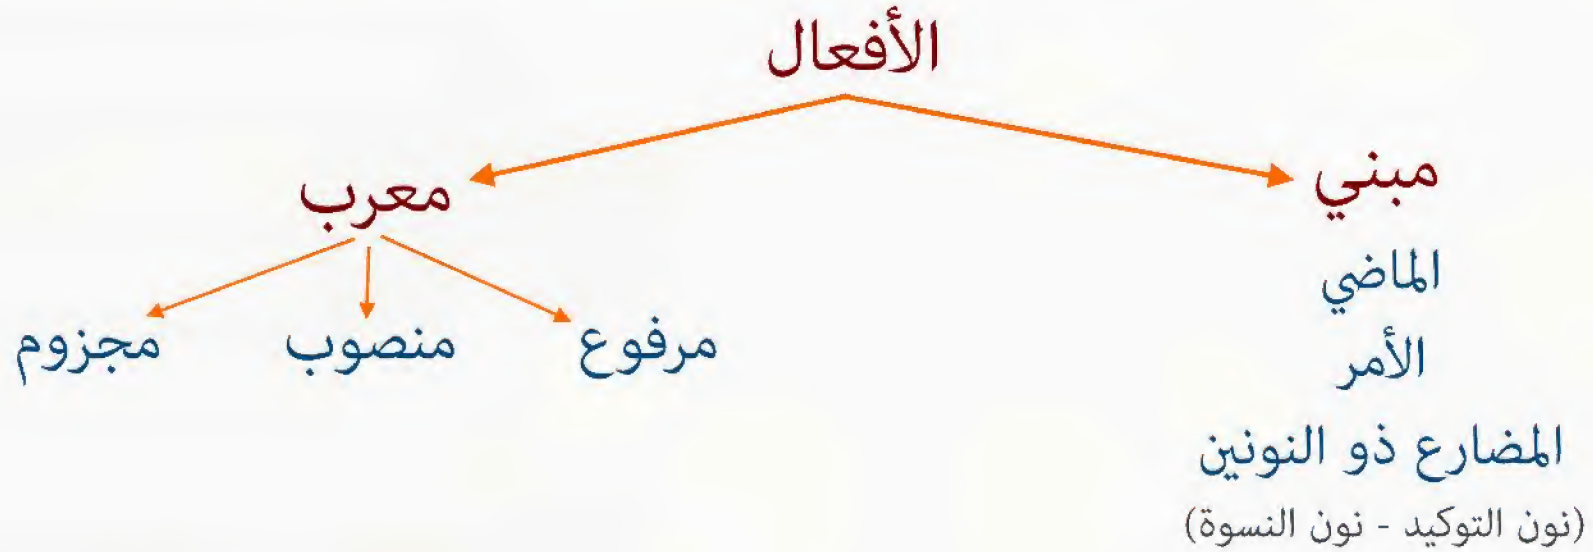 الأفعال
مبني
معرب
الماضي
الأمر
المضارع ذو النونين
(نون التوكيد - نون النسوة)
مرفوع
منصوب
مجزوم